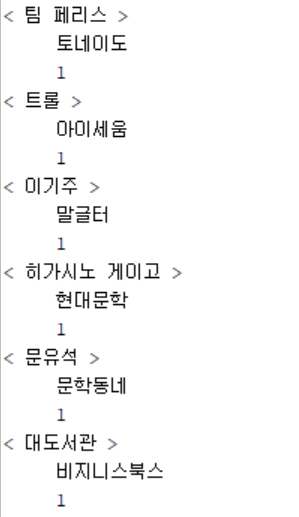 < 팀 페리스 >
토네이도
1
< 트롤 >
아이세움
1
< 이기주 >
말글터
1
< 히가시노 게이고 >
현대문학
1
< 문유석 >
문학동네
1
< 대도서관 >
비지니스북스
1